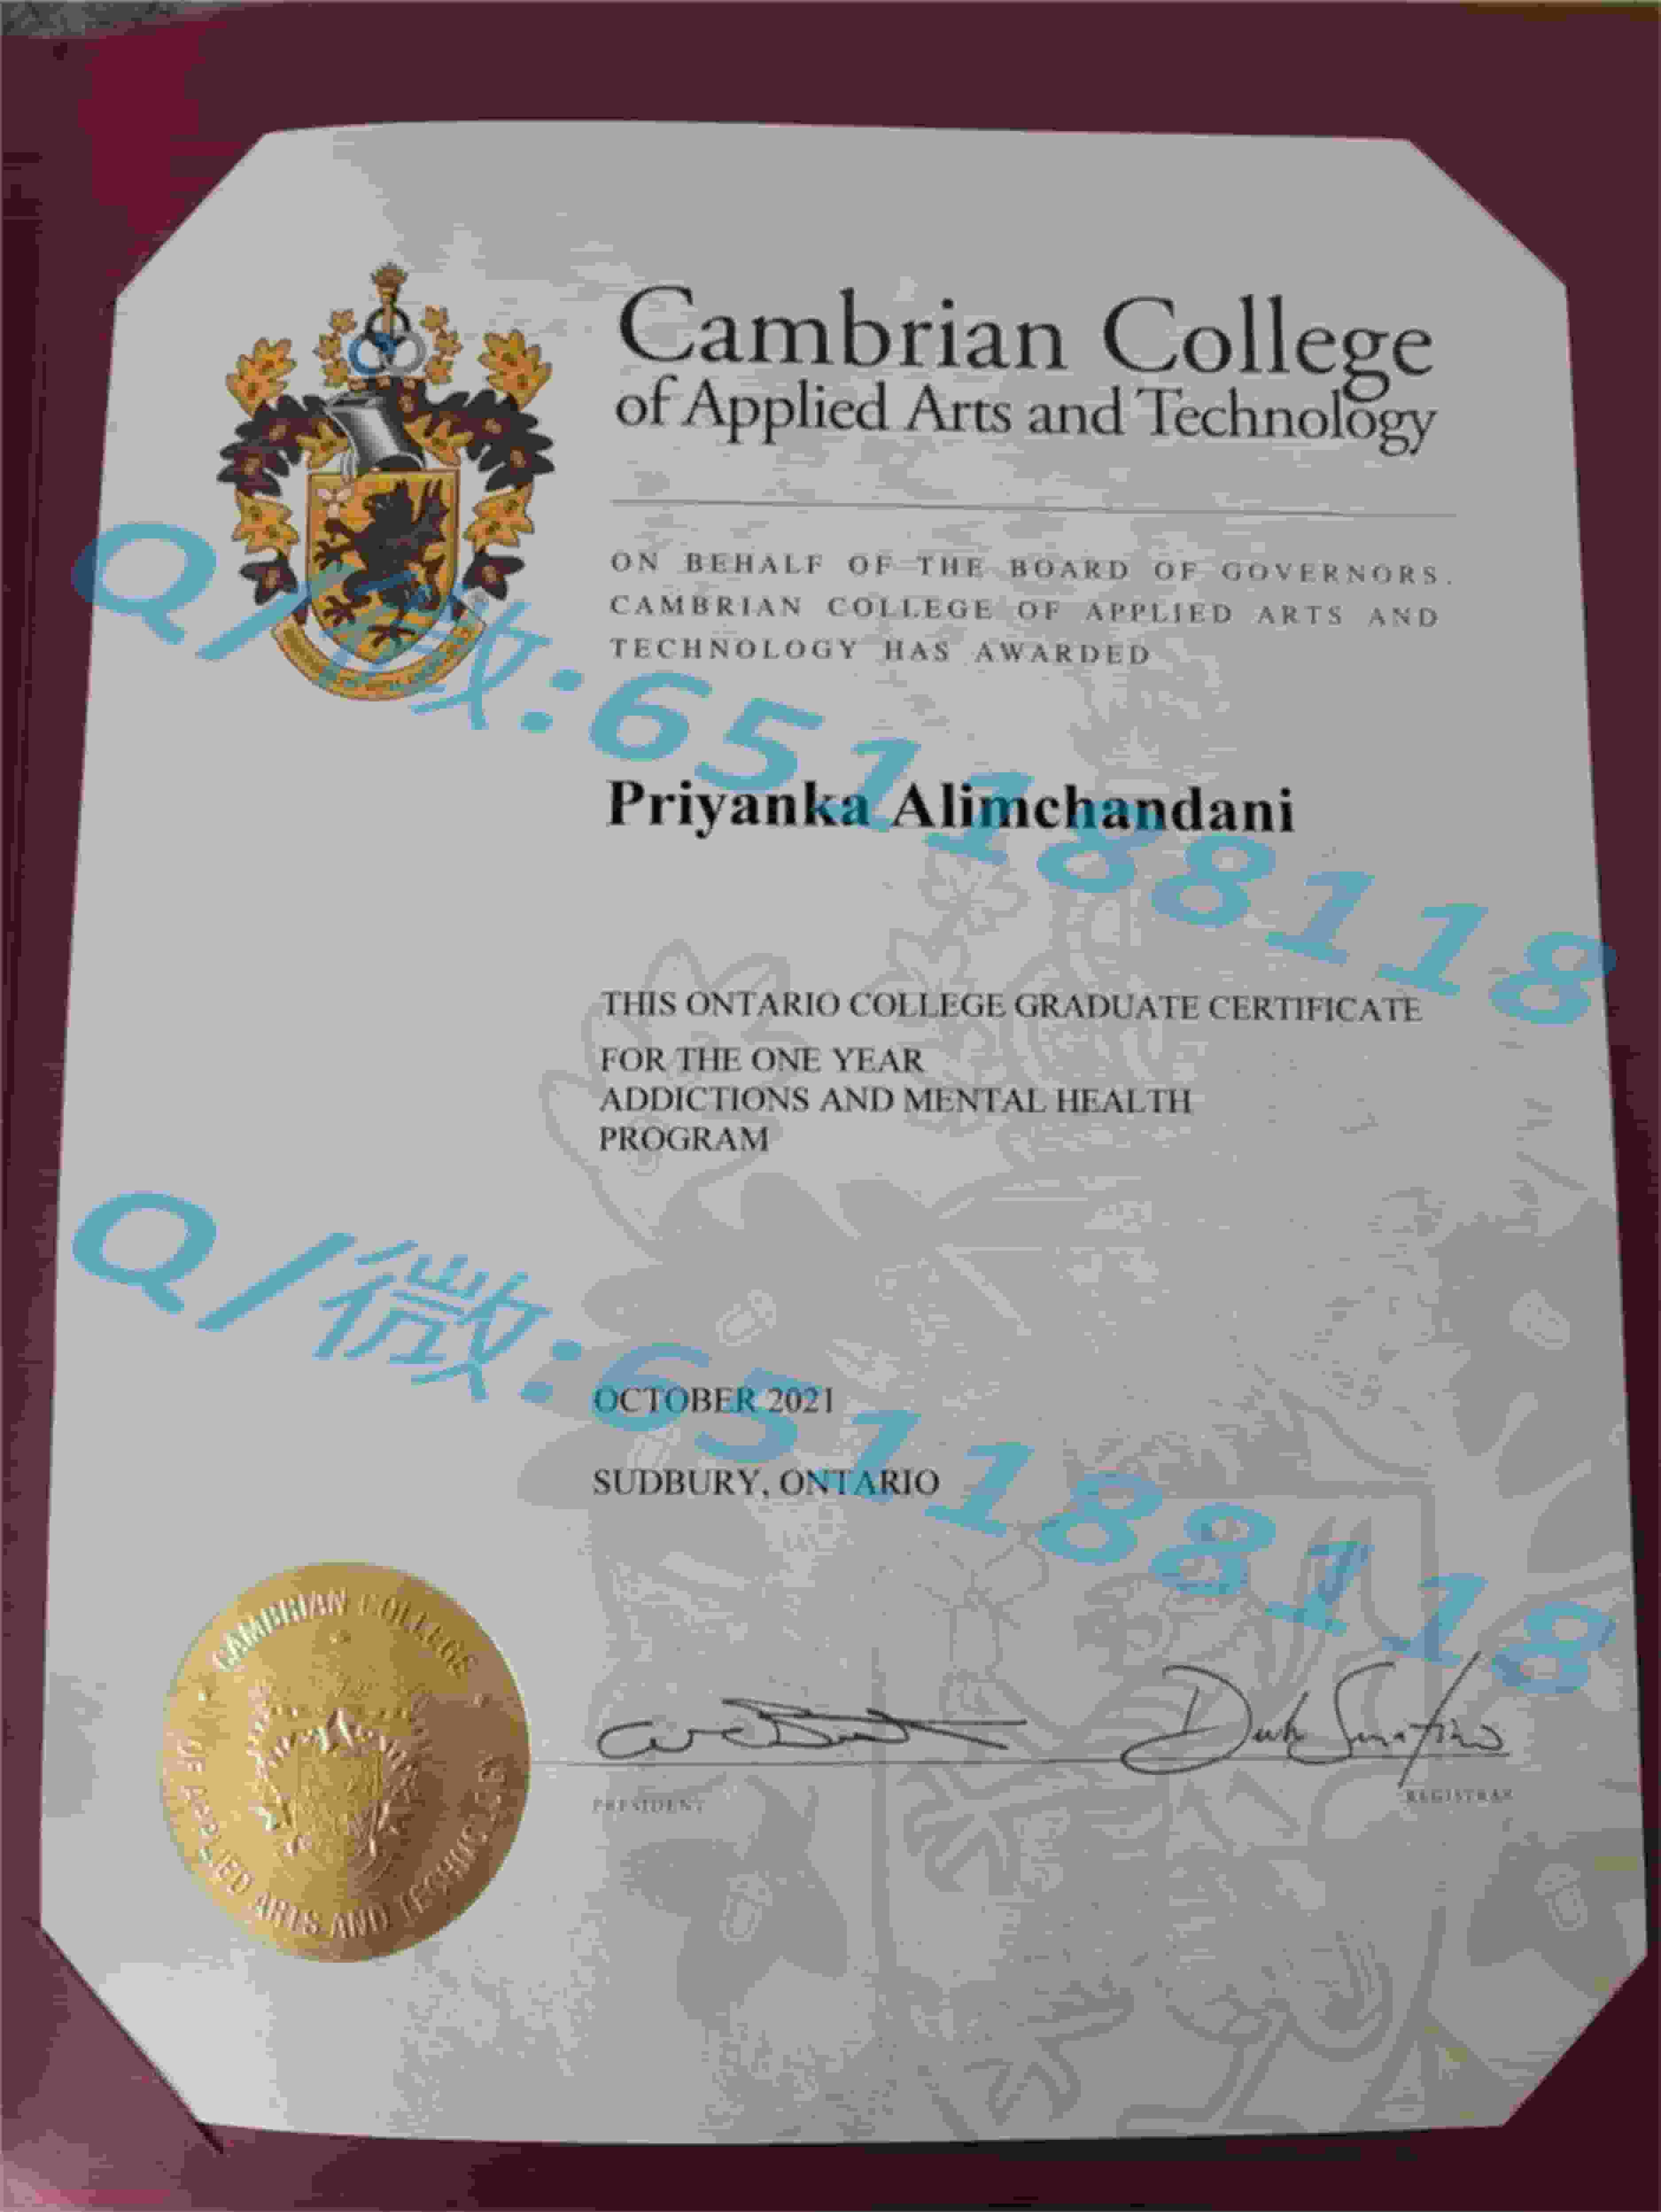 Cambrian College
of Applied Arts and Technology
ON BEHALF OF THE BOARD OF GOVERNORS,
CAMBRIAN COLLEGE OF APPLIED ARTS AND
TECHNOLOGY HAS AWARDED
Q/微:651188118
Priyanka Alimchandani
THIS ONTARIO COLLEGE GRADUATE CERTIFICATE
FOR THE ONE YEAR
ADDICTIONS AND MENTAL HEALTH
PROGRAM
Q/微:651188118
OCTOBER 2021
SUDBURY, ONTARIO
CAMBRIAN COLLEGE
OF APPLIED ARTS AND TECHNOLOGY
PRESIDENT
REGISTRAR